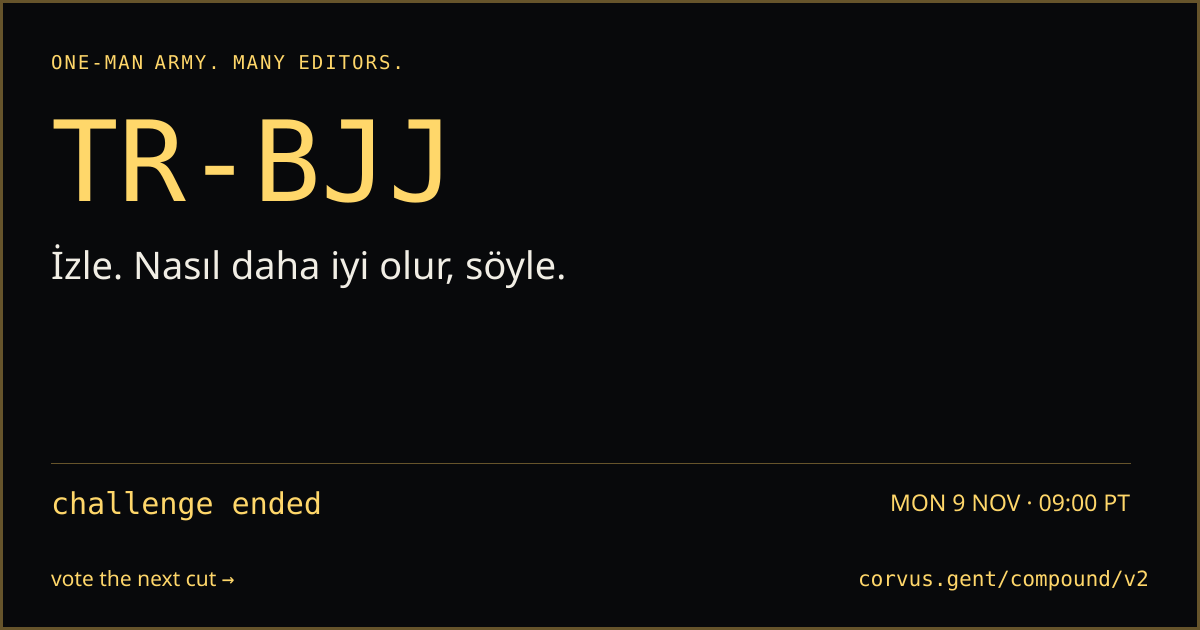 ONE-MAN ARMY. MANY EDITORS.
TR-BJJ
İzle. Nasıl daha iyi olur, söyle.
challenge ended
MON 9 NOV · 09:00 PT
vote the next cut →
corvus.gent/compound/v2